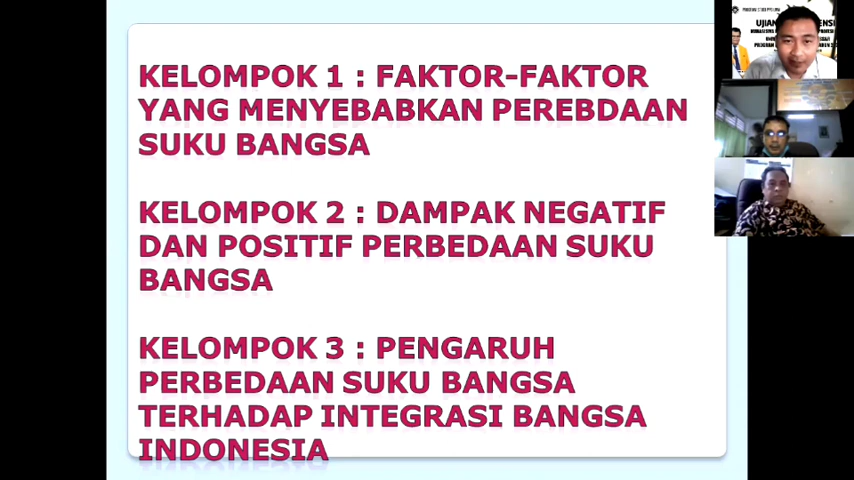 KELOMPOK 1 : FAKTOR-FAKTOR
YANG MENYEBABKAN PEREBDAAN
SUKU BANGSA
KELOMPOK 2 : DAMPAK NEGATIF
DAN POSITIF PERBEDAAN SUKU
BANGSA
KELOMPOK 3 : PENGARUH
PERBEDAAN SUKU BANGSA
TERHADAP INTEGRASI BANGSA
INDONESIA
UJIAN